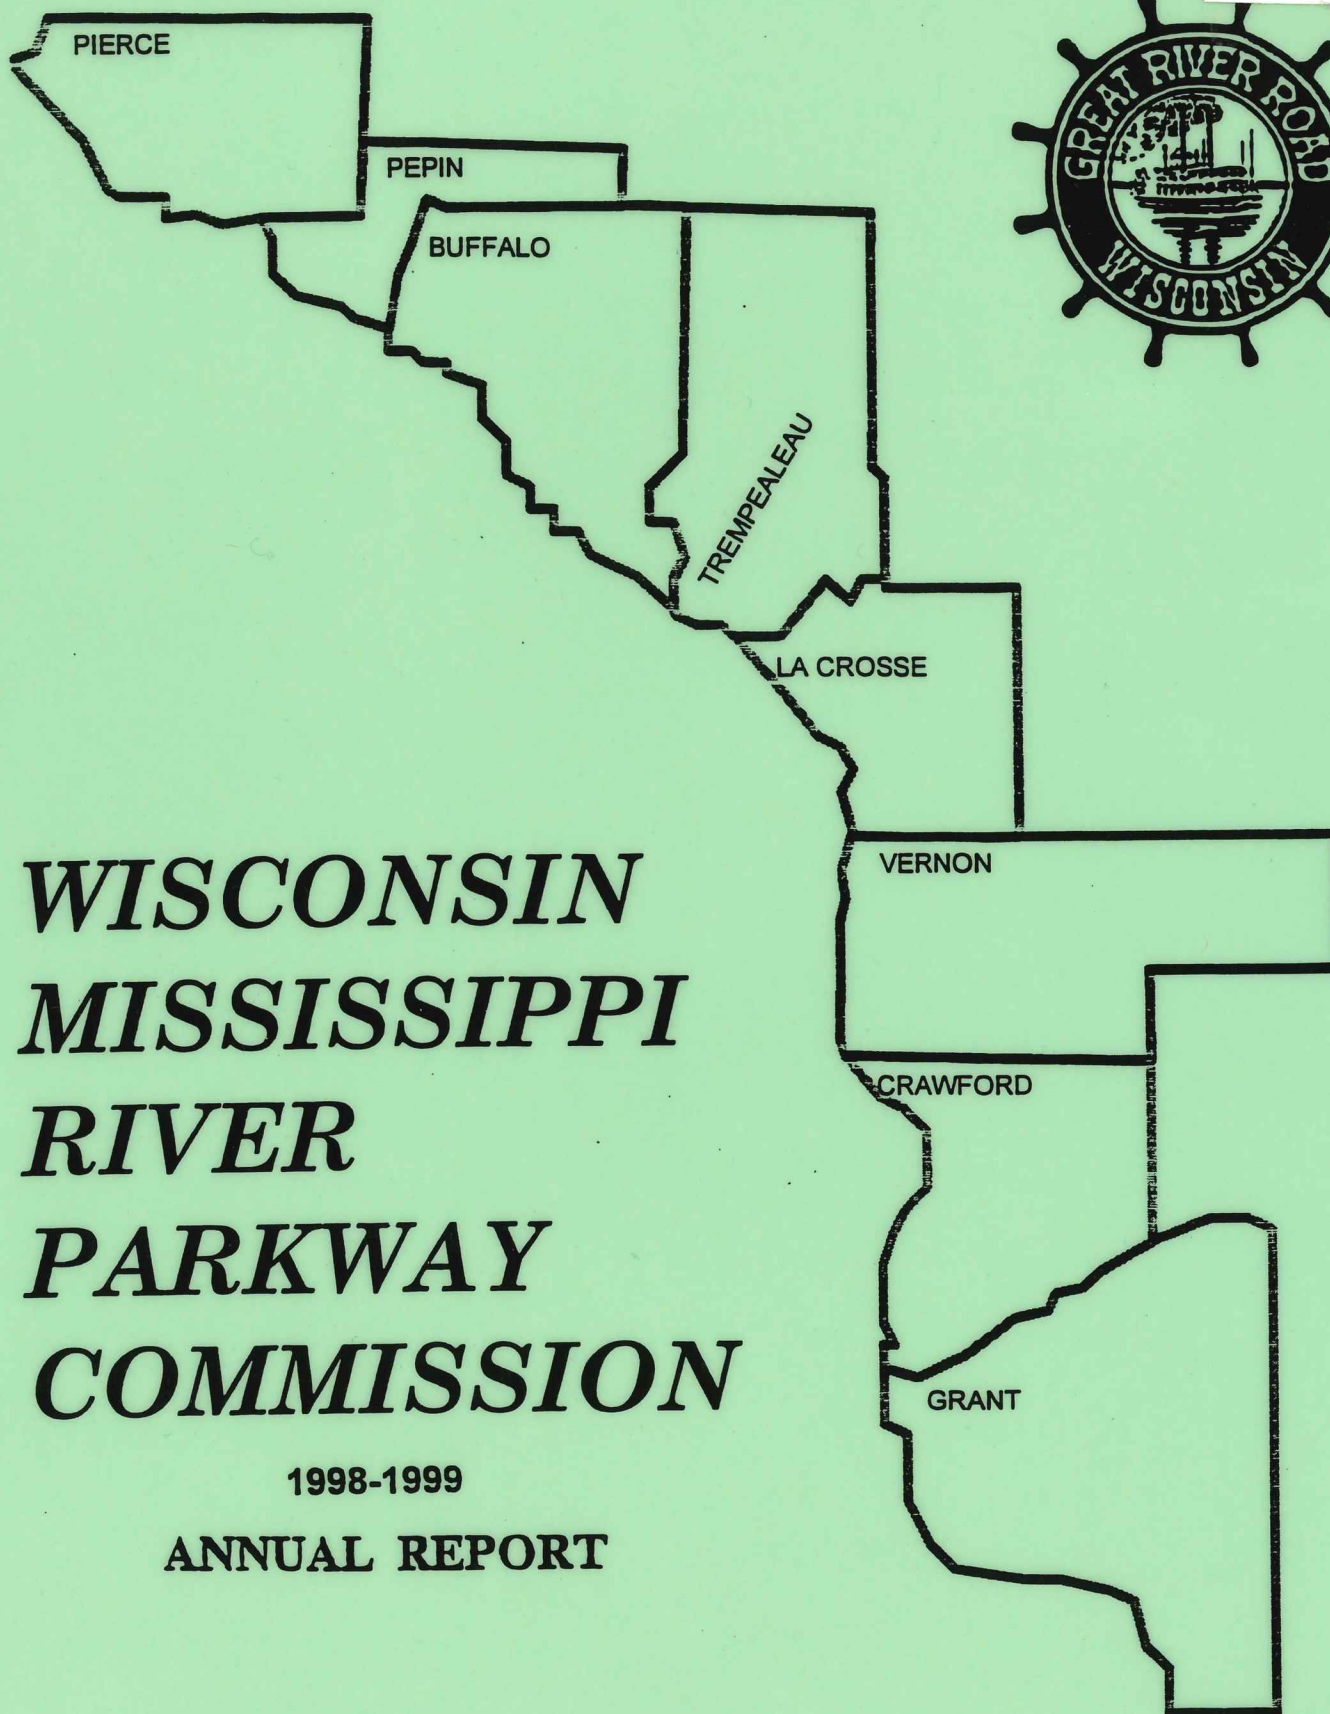 PIERCE
GREAT RIVER ROAD
WISCONSIN
PEPIN
BUFFALO
TREMPEALEAU
LA CROSSE
VERNON
CRAWFORD
GRANT
WISCONSIN
MISSISSIPPI
RIVER
PARKWAY
COMMISSION
1998-1999
ANNUAL REPORT